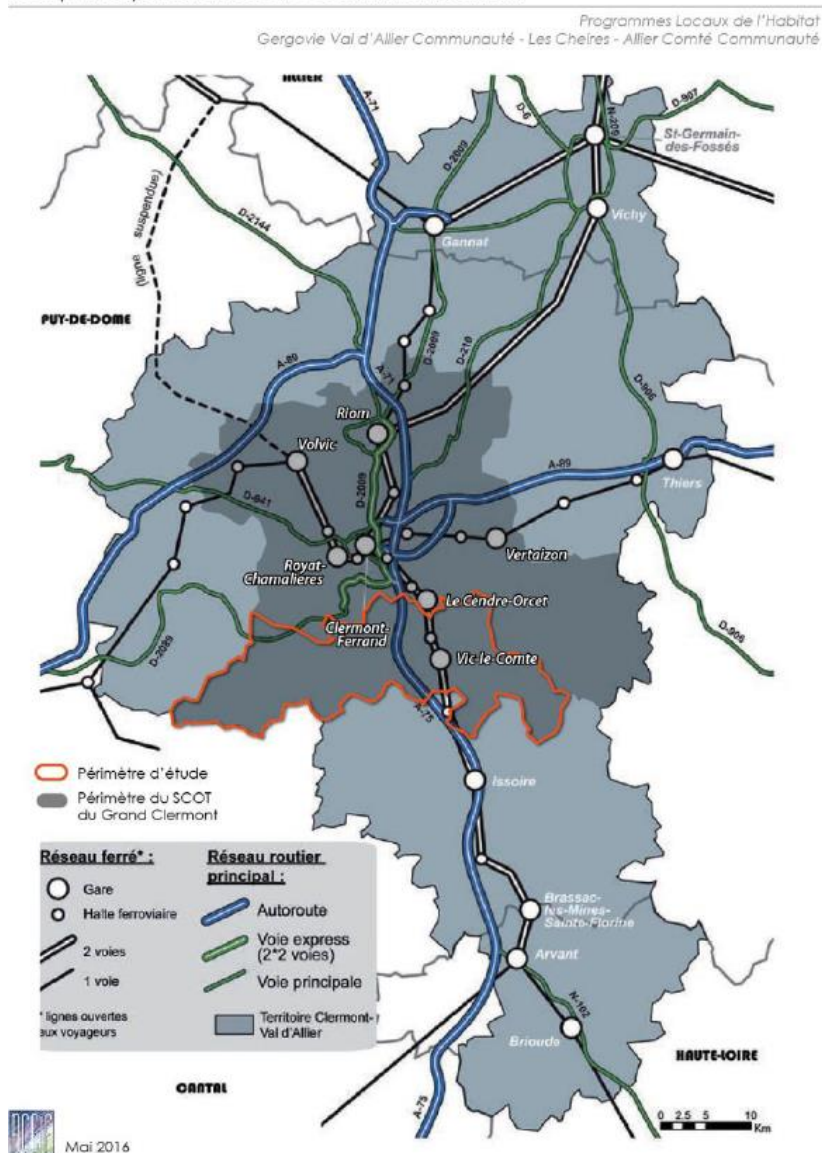 Programmes Locaux de l'Habitat
Gergovie Val d'Allier Communauté - Les Cheires - Allier Comté Communauté
ALLIER
A-71
D-2009
D-6
N-209
D-907
St-Germain-
des-Fossés
(ligne suspendue)
D-2144
Gannat
Vichy
PUY-DE-DOME
A-89
A-71
D-2009
D-210
D-906
Riom
Volvic
A-89
Thiers
D-941
D-2009
Vertaizon
Royat-
Chamalières
Le Cendre-Orcet
Clermont-
Ferrand
D-2089
Vic-le-Comte
D-906
A-75
Périmètre d'étude
Périmètre du SCOT
du Grand Clermont
Issoire
Réseau ferré* :
Gare
Halte ferroviaire
2 voies
1 voie
* lignes ouvertes
aux voyageurs
Réseau routier
principal :
Autoroute
Voie express
(2*2 voies)
Voie principale
Territoire Clermont-
Val d'Allier
Brassac-
les-Mines-
Sainte-Florine
Arvant
N-102
Brioude
HAUTE-LOIRE
CANTAL
A-75
0 2.5 5 10
Km
Mai 2016